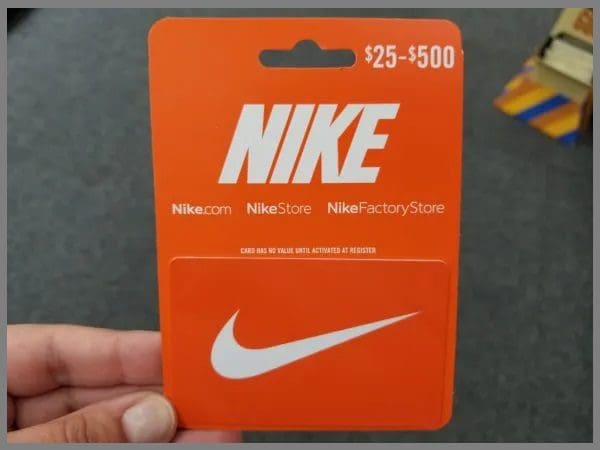 $25-$500
NIKE
Nike.com NikeStore NikeFactoryStore
CARD HAS NO VALUE UNTIL ACTIVATED AT REGISTER